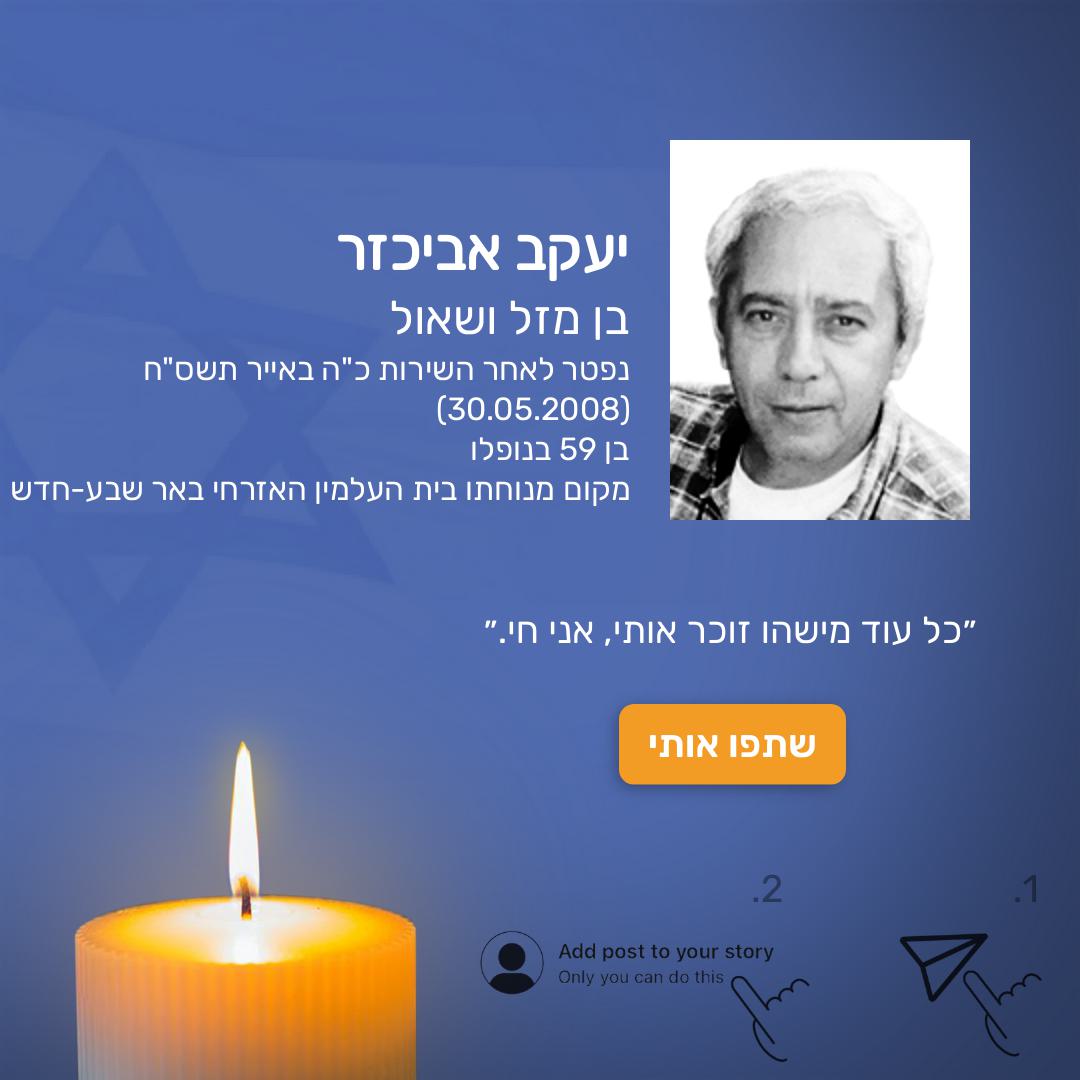 יעקב אביכזר
בן מזל ושאול
נפטר לאחר השירות כ"ה באייר תשס"ח
(30.05.2008)
בן 59 בנופלו
מקום מנוחתו בית העלמין האזרחי באר שבע-חדש
״כל עוד מישהו זוכר אותי, אני חי.״
שתפו אותי
.1
.2
Add post to your story
Only you can do this